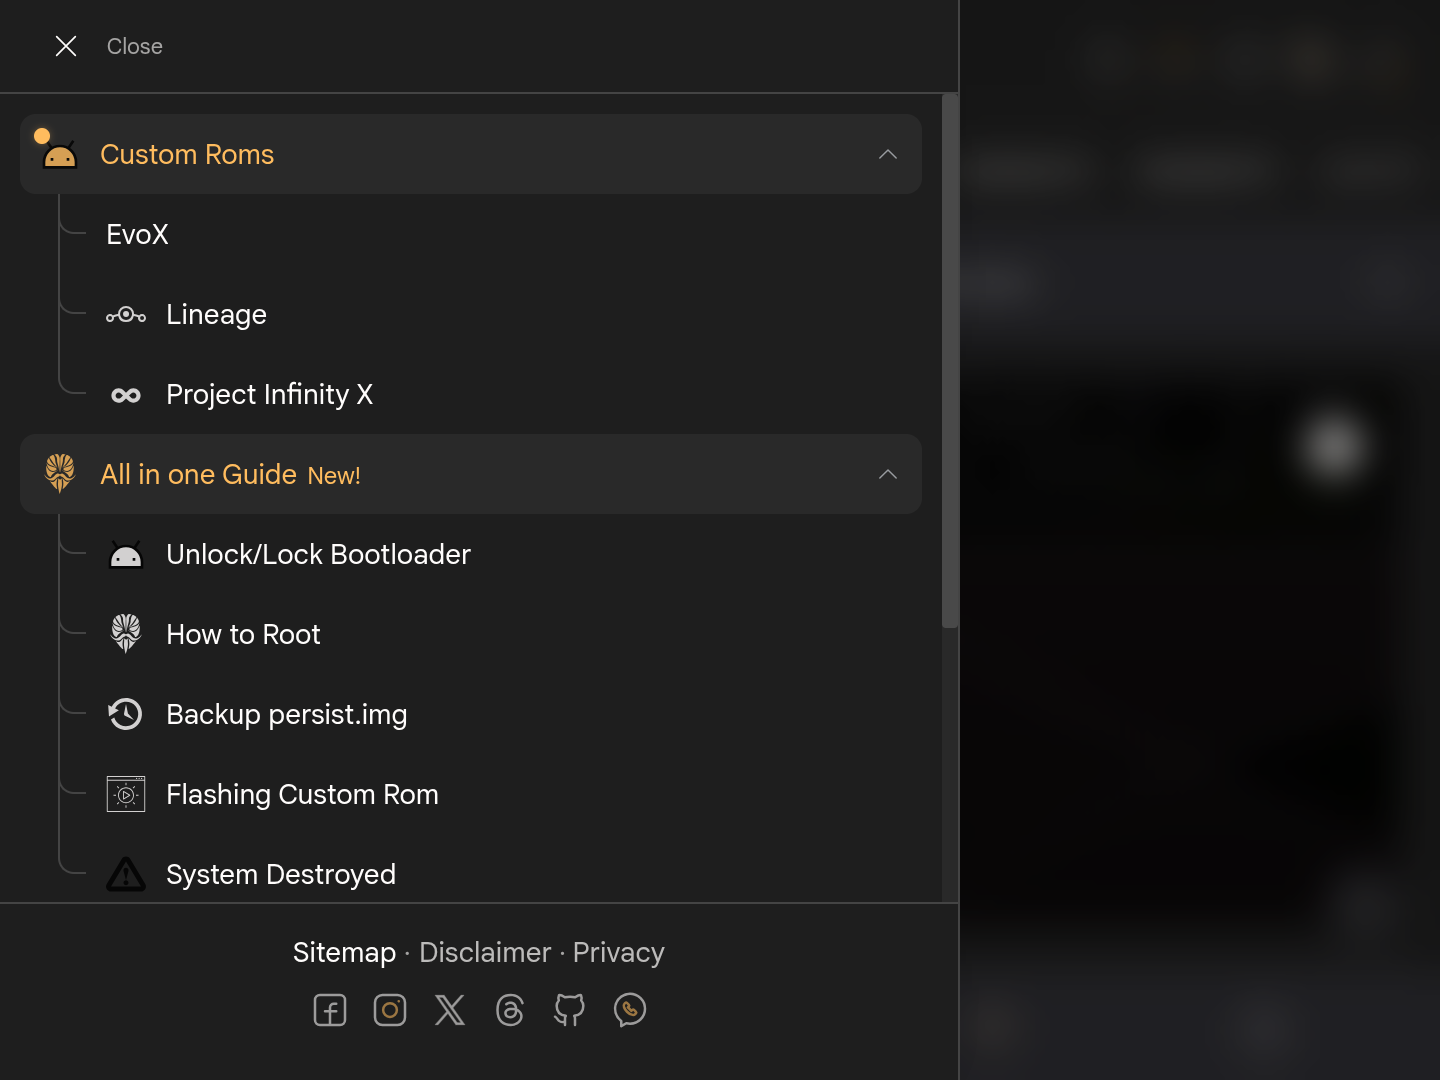 Close
Custom Roms
EvoX
Lineage
Project Infinity X
All in one Guide New!
Unlock/Lock Bootloader
How to Root
Backup persist.img
Flashing Custom Rom
System Destroyed
Sitemap · Disclaimer · Privacy